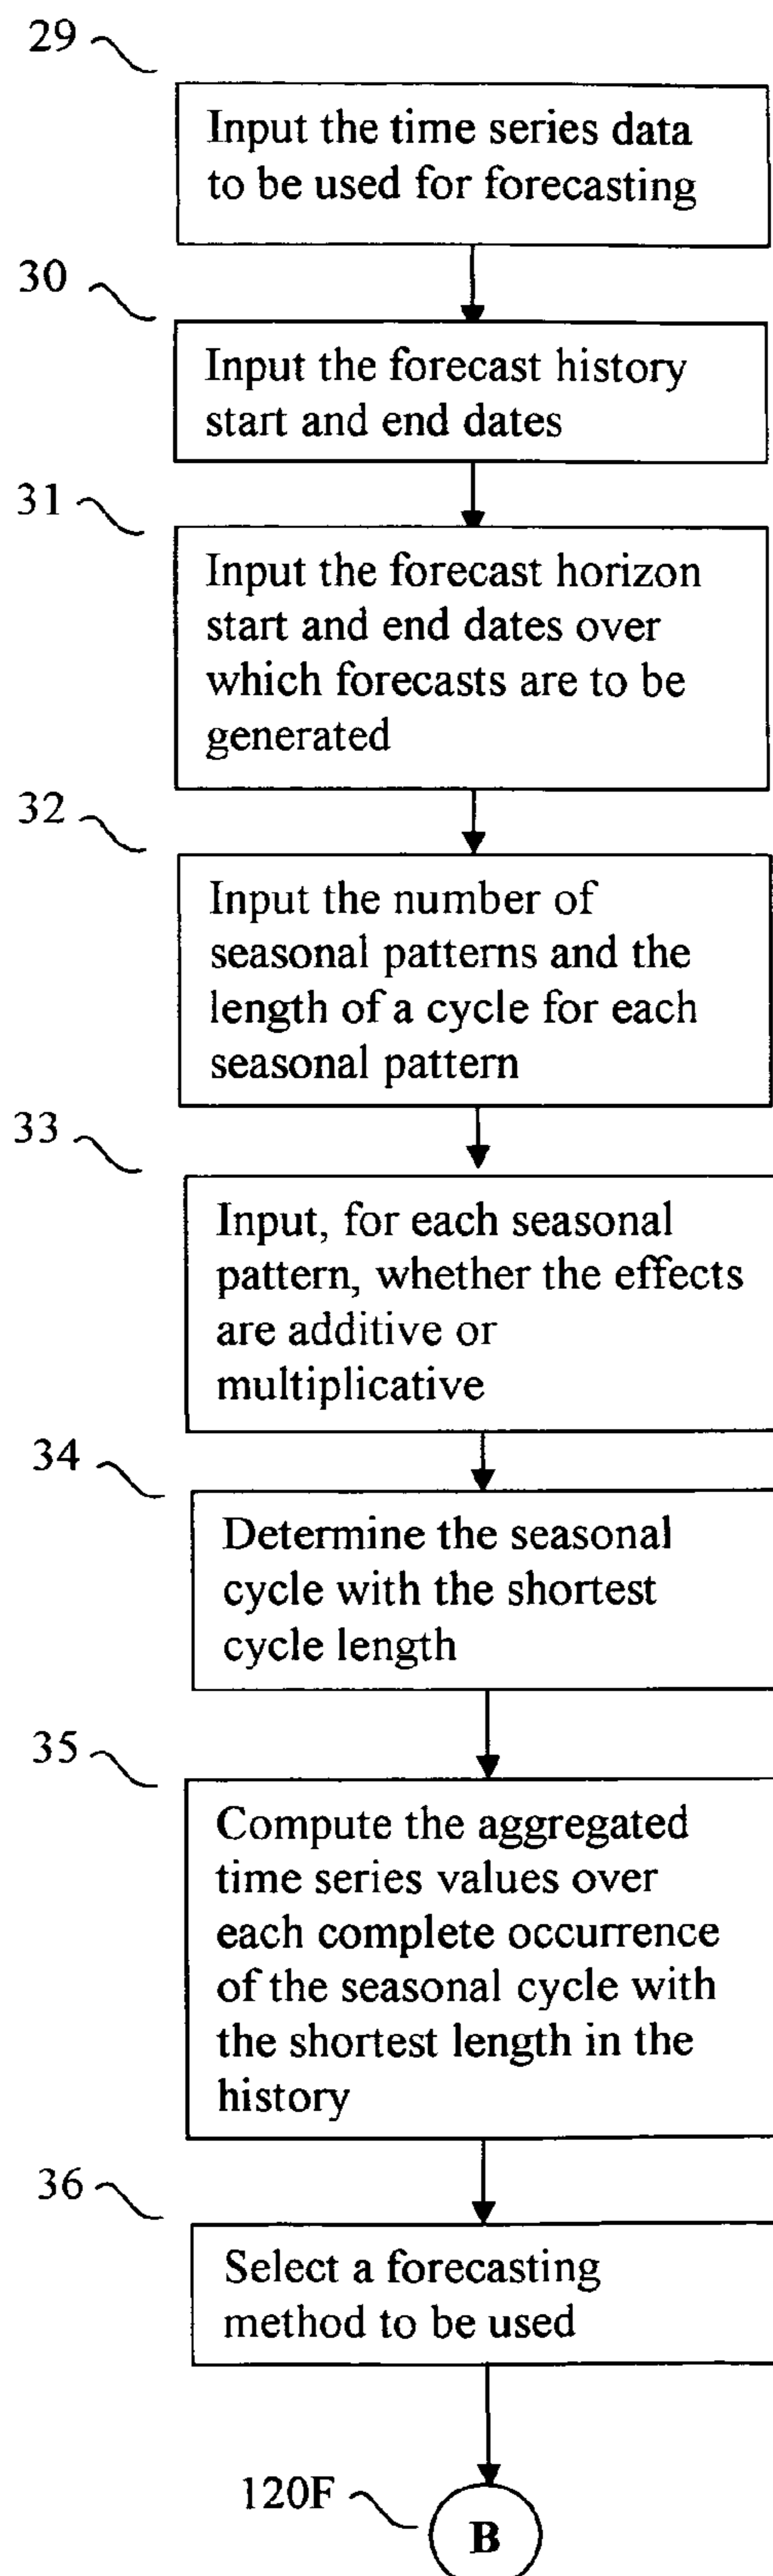 29
Input the time series data
to be used for forecasting
30
Input the forecast history
start and end dates
31
Input the forecast horizon
start and end dates over
which forecasts are to be
generated
32
Input the number of
seasonal patterns and the
length of a cycle for each
seasonal pattern
33
Input, for each seasonal
pattern, whether the effects
are additive or
multiplicative
34
Determine the seasonal
cycle with the shortest
cycle length
35
Compute the aggregated
time series values over
each complete occurrence
of the seasonal cycle with
the shortest length in the
history
36
Select a forecasting
method to be used
120F
B